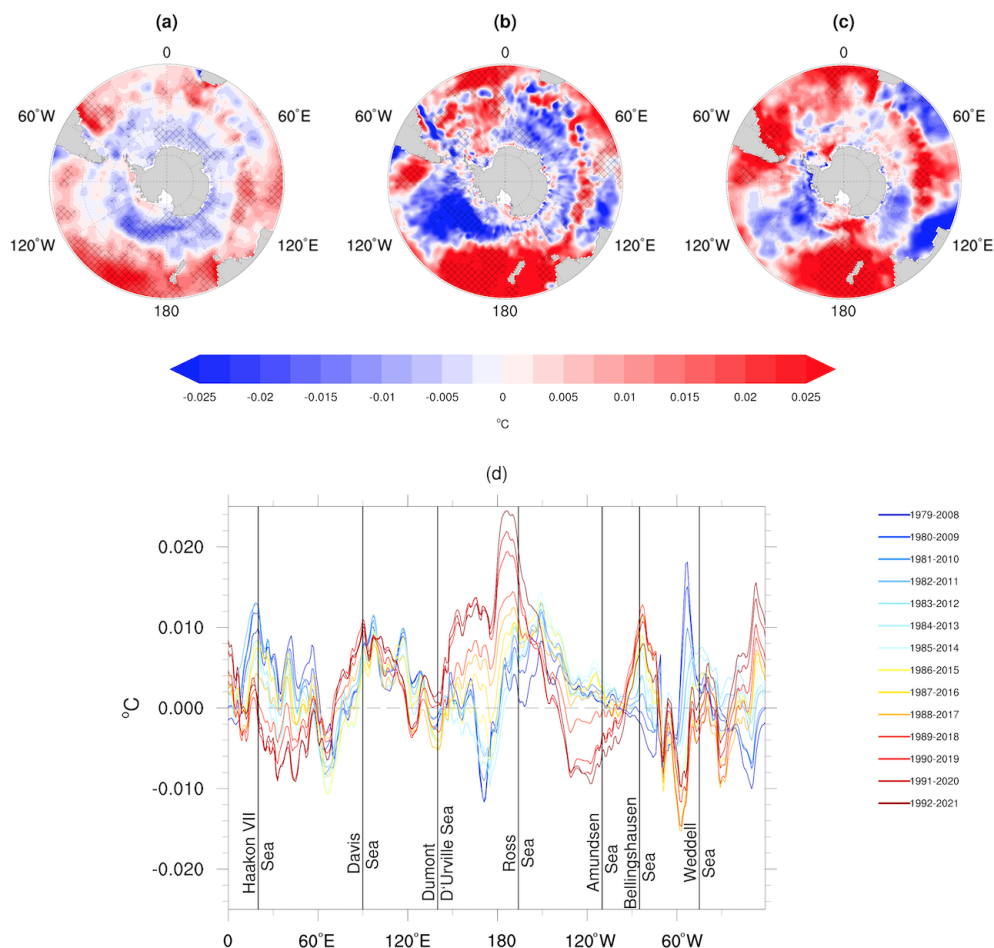 (a)
(b)
(c)
0
0
0
60°W
60°E
60°W
60°E
60°W
60°E
120°W
120°E
120°W
120°E
120°W
120°E
180
180
180
-0.025
-0.02
-0.015
-0.01
-0.005
0
0.005
0.01
0.015
0.02
0.025
°C
(d)
0.020
0.010
0.000
-0.010
-0.020
°C
Haakon VII
Sea
Davis
Sea
Dumont
D'Urville Sea
Ross
Sea
Amundsen
Sea
Bellingshausen
Sea
Weddell
Sea
0
60°E
120°E
180
120°W
60°W
1979-2008
1980-2009
1981-2010
1982-2011
1983-2012
1984-2013
1985-2014
1986-2015
1987-2016
1988-2017
1989-2018
1990-2019
1991-2020
1992-2021